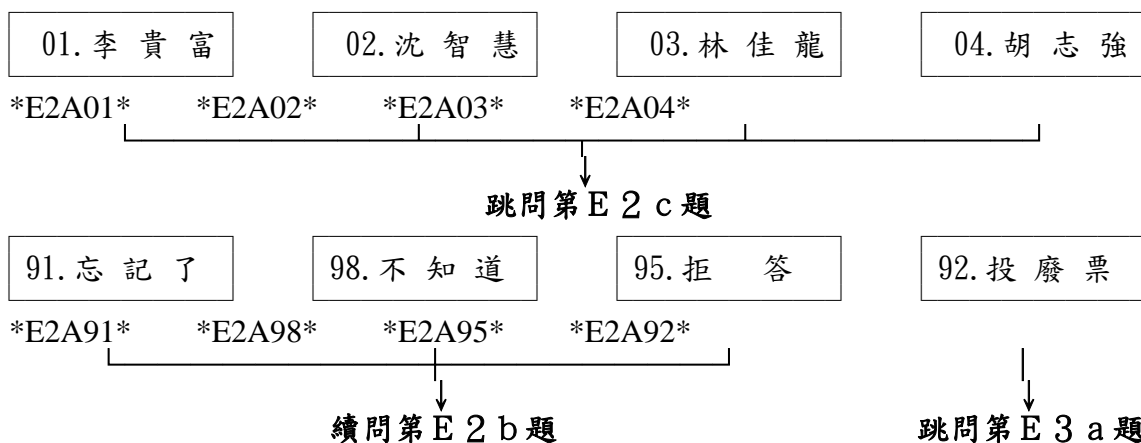 01.李 貴 富 02.沈 智 慧 03.林 佳 龍 04.胡 志 強
*E2A01* *E2A02* *E2A03* *E2A04*
跳問第Ｅ２ｃ題
91.忘 記 了 98.不 知 道 95.拒 答 92.投 廢 票
*E2A91* *E2A98* *E2A95* *E2A92*
續問第Ｅ２ｂ題 跳問第Ｅ３ａ題